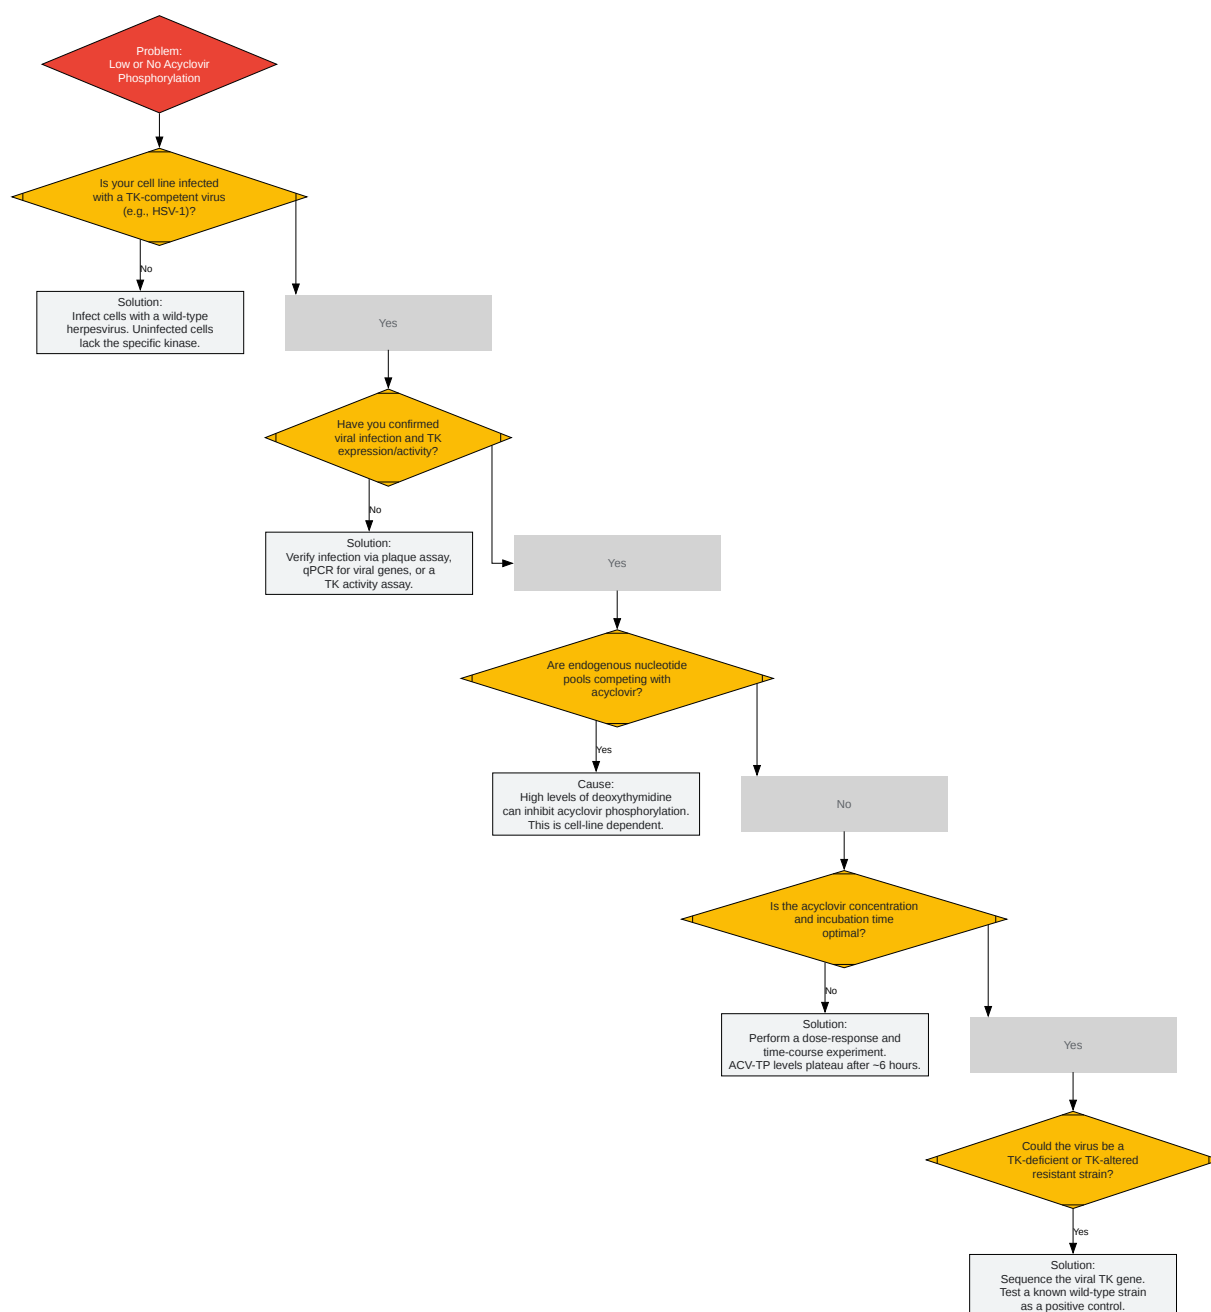 Problem:
Low or No Acyclovir
Phosphorylation
Is your cell line infected
with a TK-competent virus
(e.g., HSV-1)?
No
Solution:
Infect cells with a wild-type
herpesvirus. Uninfected cells
lack the specific kinase.
Yes
Have you confirmed
viral infection and TK
expression/activity?
No
Solution:
Verify infection via plaque assay,
qPCR for viral genes, or a
TK activity assay.
Yes
Are endogenous nucleotide
pools competing with
acyclovir?
Yes
Cause:
High levels of deoxythymidine
can inhibit acyclovir phosphorylation.
This is cell-line dependent.
No
Is the acyclovir concentration
and incubation time
optimal?
No
Solution:
Perform a dose-response and
time-course experiment.
ACV-TP levels plateau after ~6 hours.
Yes
Could the virus be a
TK-deficient or TK-altered
resistant strain?
Yes
Solution:
Sequence the viral TK gene.
Test a known wild-type strain
as a positive control.